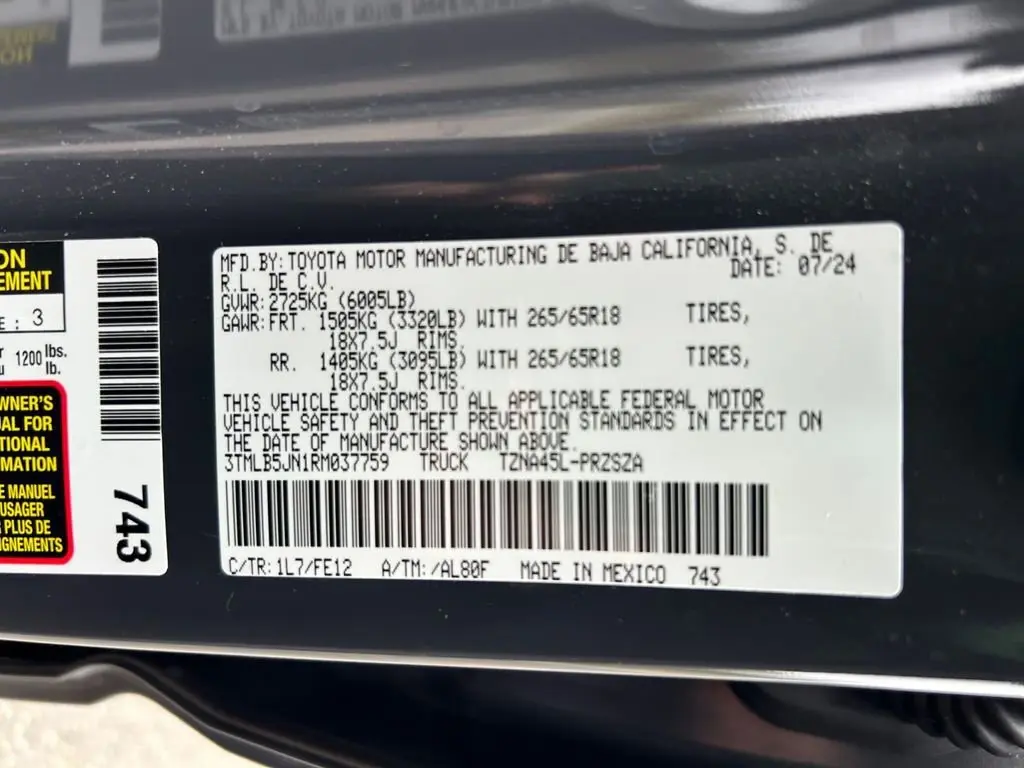 ON
EMENT
E: 3
1200 lbs.
lb.
WNER'S
UAL FOR
TIONAL
RMATION
E MANUEL
USAGER
PLUS DE
IGNEMENTS
743
MFD.BY:TOYOTA MOTOR MANUFACTURING DE BAJA CALIFORNIA, S. DE
R.L. DE C.V. DATE: 07/24
GVWR:2725KG (6005LB)
GAWR:FRT. 1505KG (3320LB) WITH 265/65R18 TIRES,
18X7.5J RIMS.
RR. 1405KG (3095LB) WITH 265/65R18 TIRES,
18X7.5J RIMS.
THIS VEHICLE CONFORMS TO ALL APPLICABLE FEDERAL MOTOR
VEHICLE SAFETY AND THEFT PREVENTION STANDARDS IN EFFECT ON
THE DATE OF MANUFACTURE SHOWN ABOVE.
3TMLB5JN1RM037759 TRUCK TZNA45L-PRZSZA
C/TR:1L7/FE12 A/TM:/AL80F MADE IN MEXICO 743